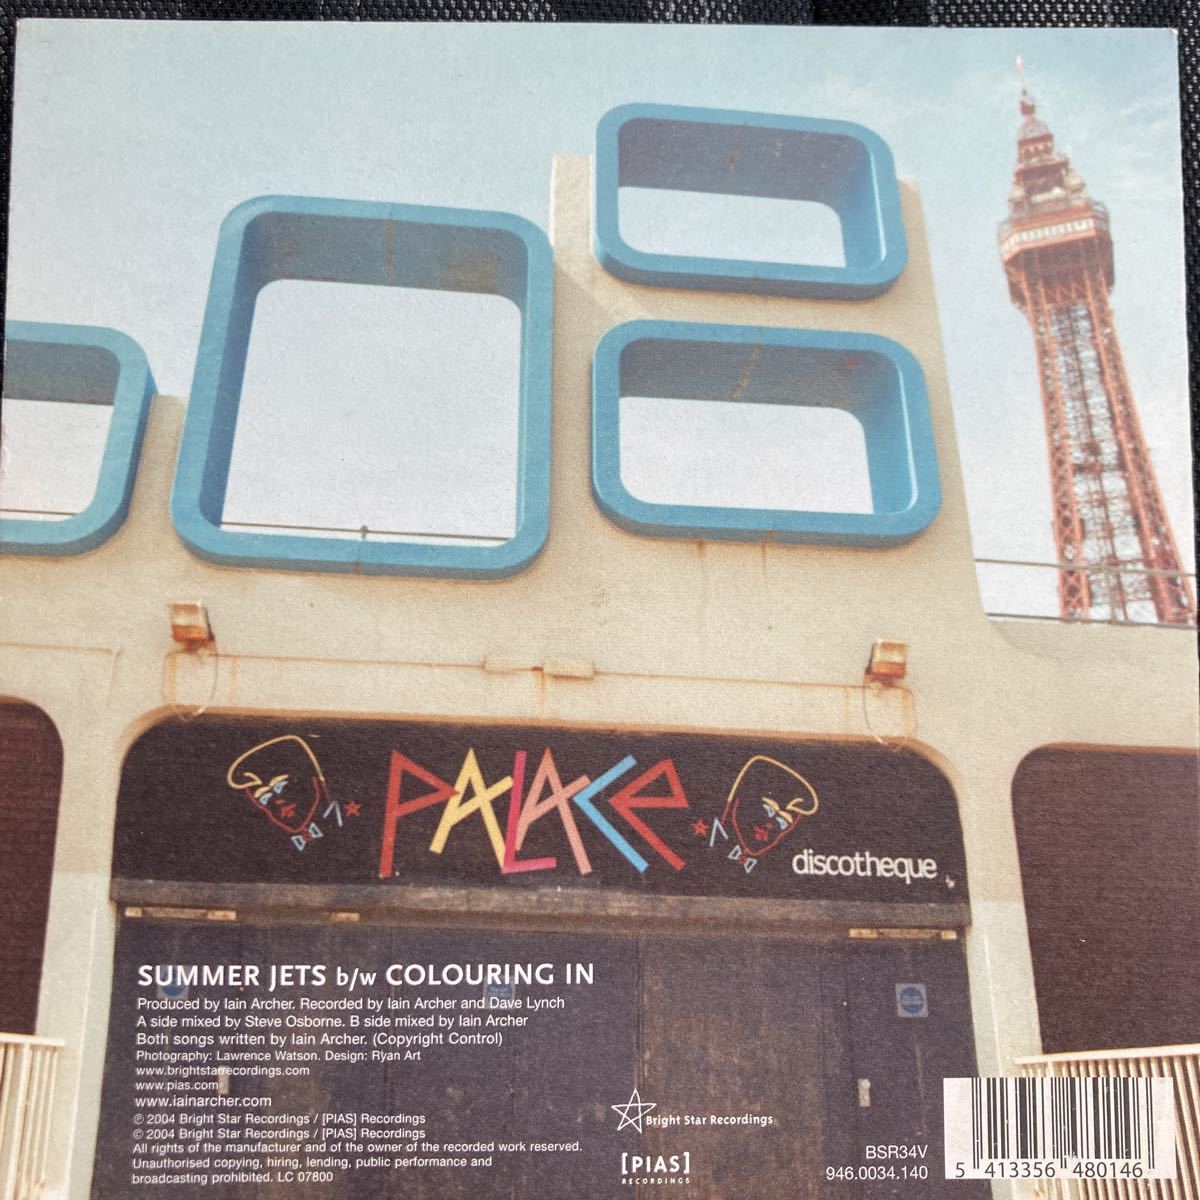 PALACE
discotheque
SUMMER JETS b/w COLOURING IN
Produced by Iain Archer. Recorded by Iain Archer and Dave Lynch
A side mixed by Steve Osborne. B side mixed by Iain Archer
Both songs written by Iain Archer. (Copyright Control)
Photography: Lawrence Watson. Design: Ryan Art
www.brightstarrecordings.com
www.pias.com
www.iainarcher.com
℗ 2004 Bright Star Recordings / [PIAS] Recordings
© 2004 Bright Star Recordings / [PIAS] Recordings
All rights of the manufacturer and of the owner of the recorded work reserved.
Unauthorised copying, hiring, lending, public performance and
broadcasting prohibited. LC 07800
Bright Star Recordings
[PIAS]
RECORDINGS
BSR34V
946.0034.140
5 413356 480146